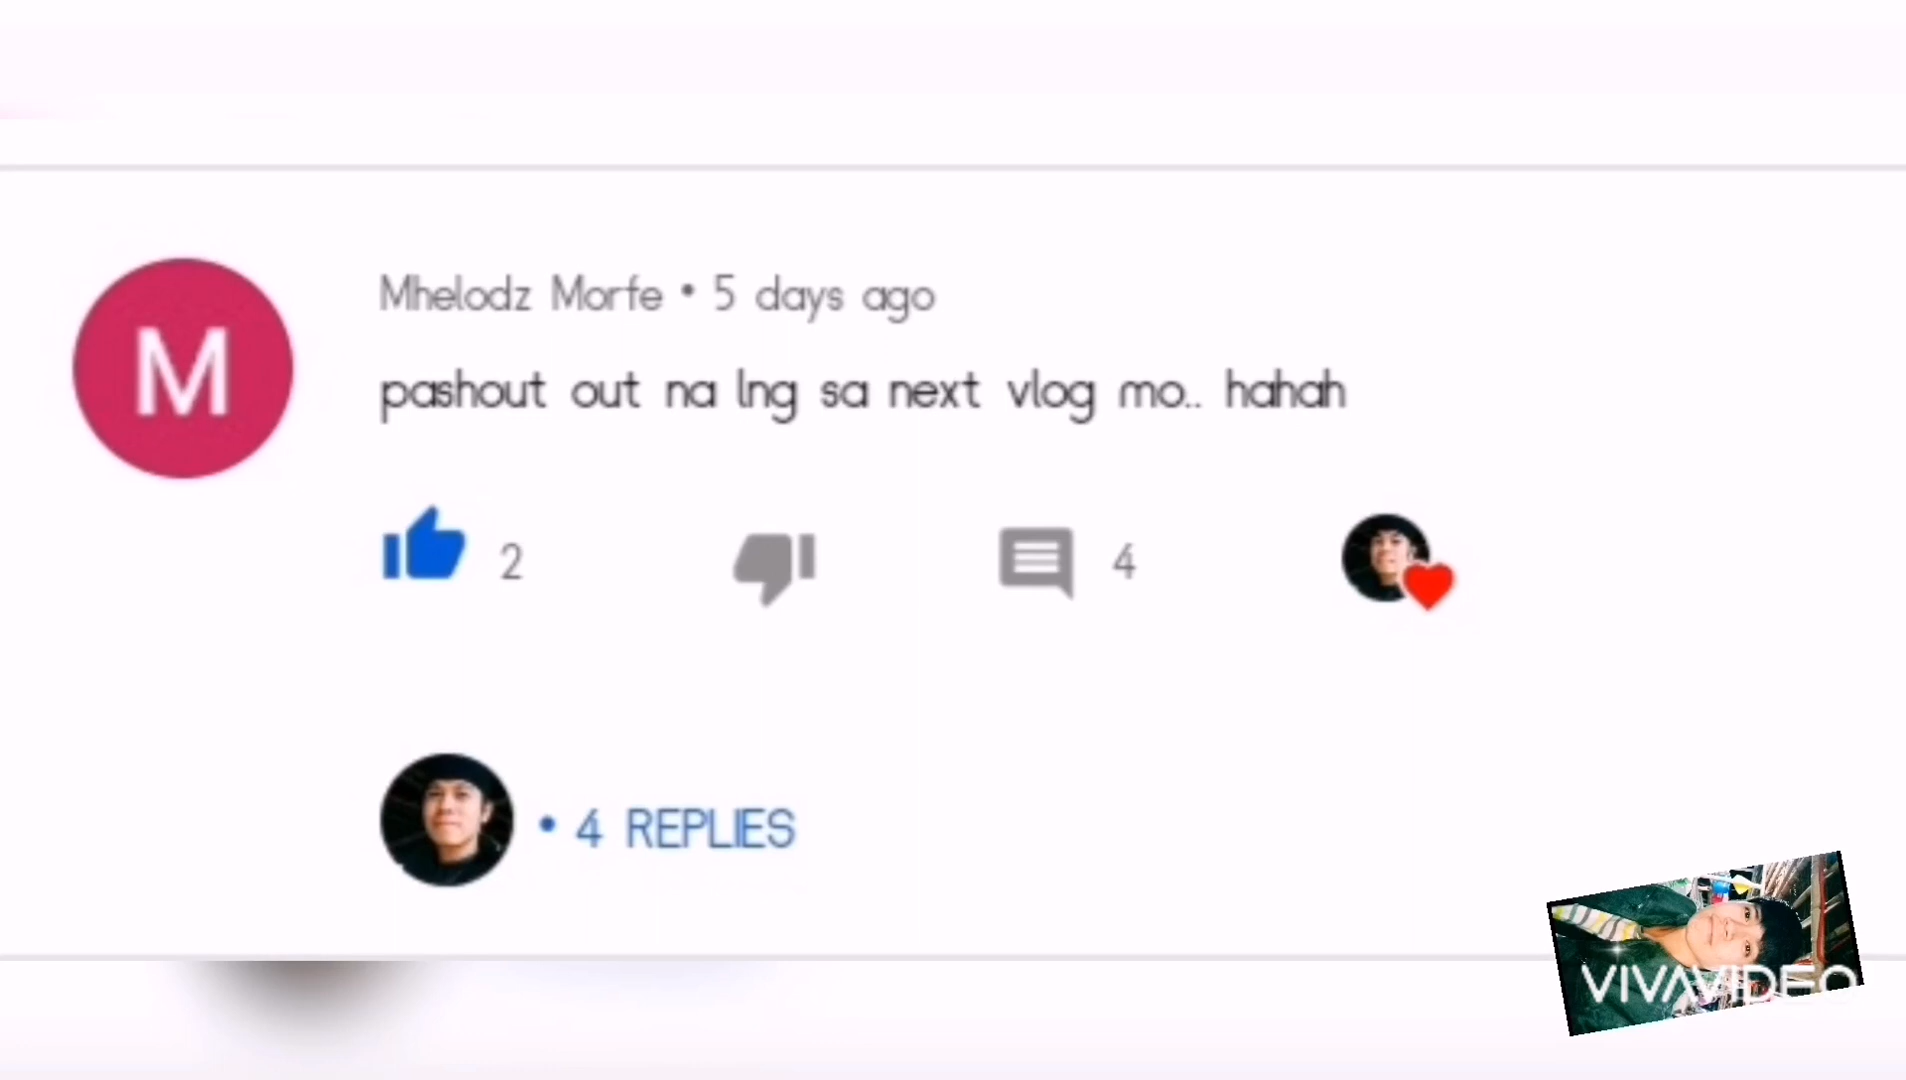 M
Mhelodz Morfe • 5 days ago
pashout out na lng sa next vlog mo.. hahah
2
4
• 4 REPLIES
VIVAVIDEO